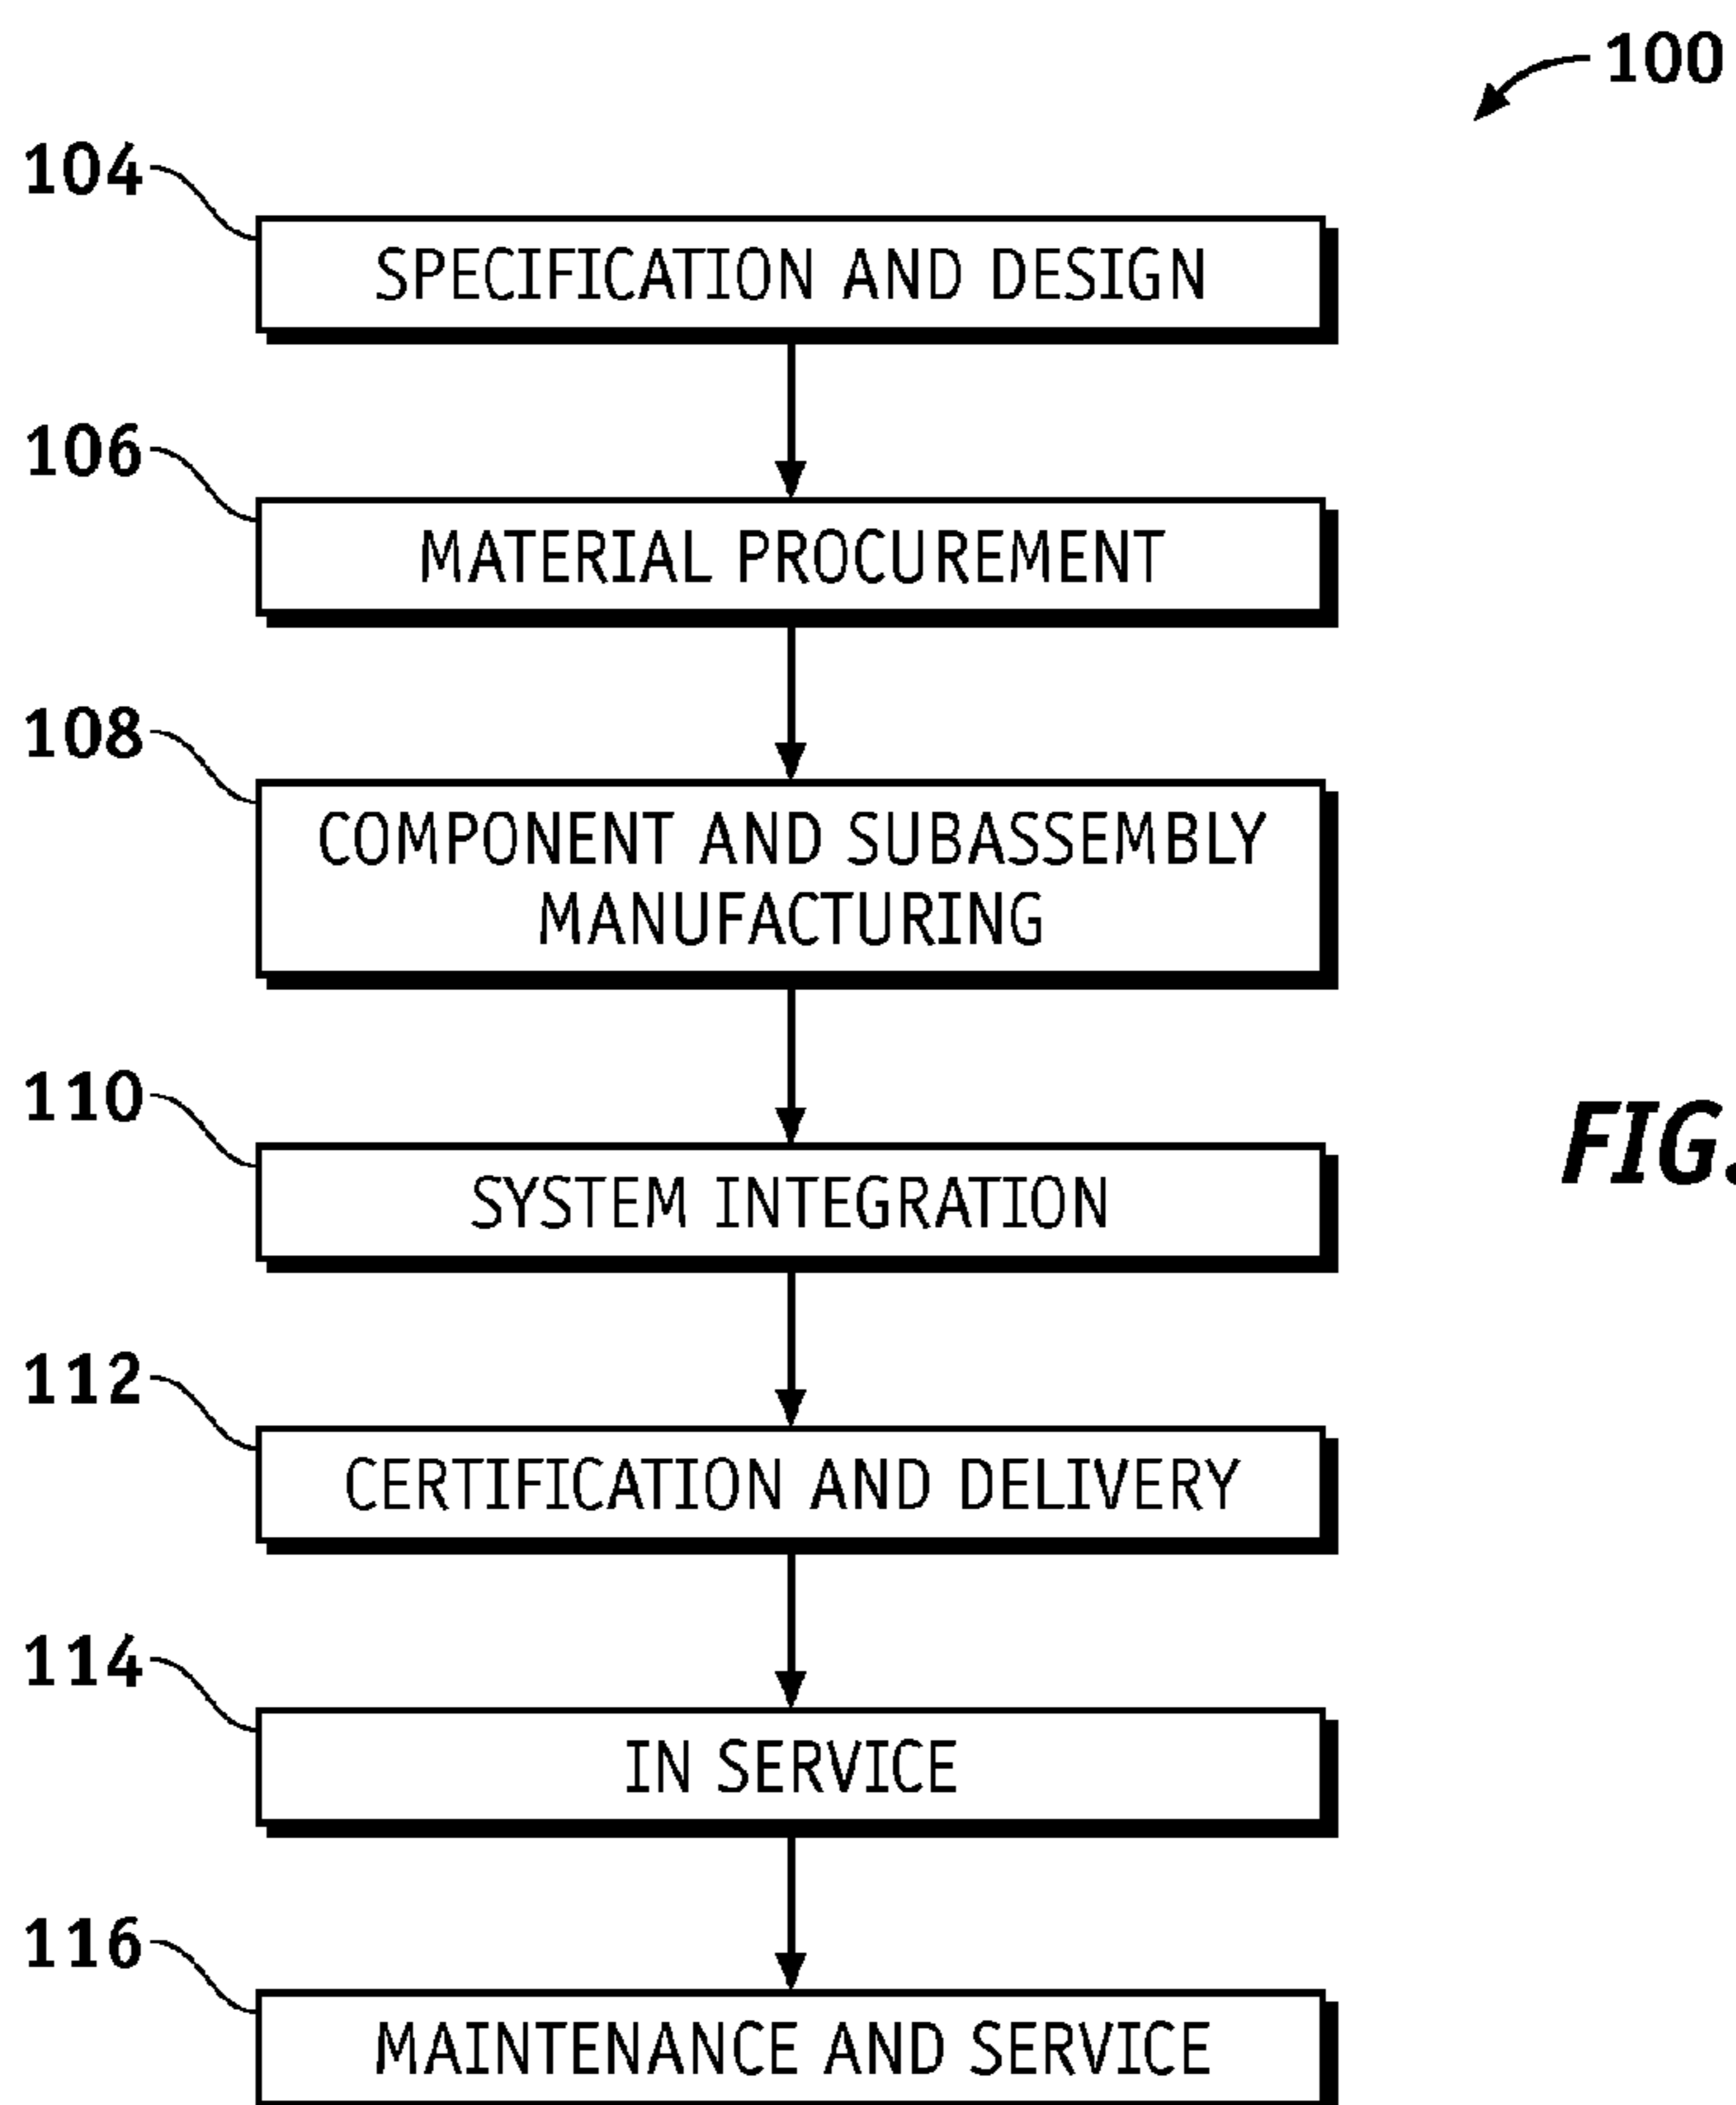 100
104
SPECIFICATION AND DESIGN
106
MATERIAL PROCUREMENT
108
COMPONENT AND SUBASSEMBLY
MANUFACTURING
110
SYSTEM INTEGRATION
FIG.
112
CERTIFICATION AND DELIVERY
114
IN SERVICE
116
MAINTENANCE AND SERVICE